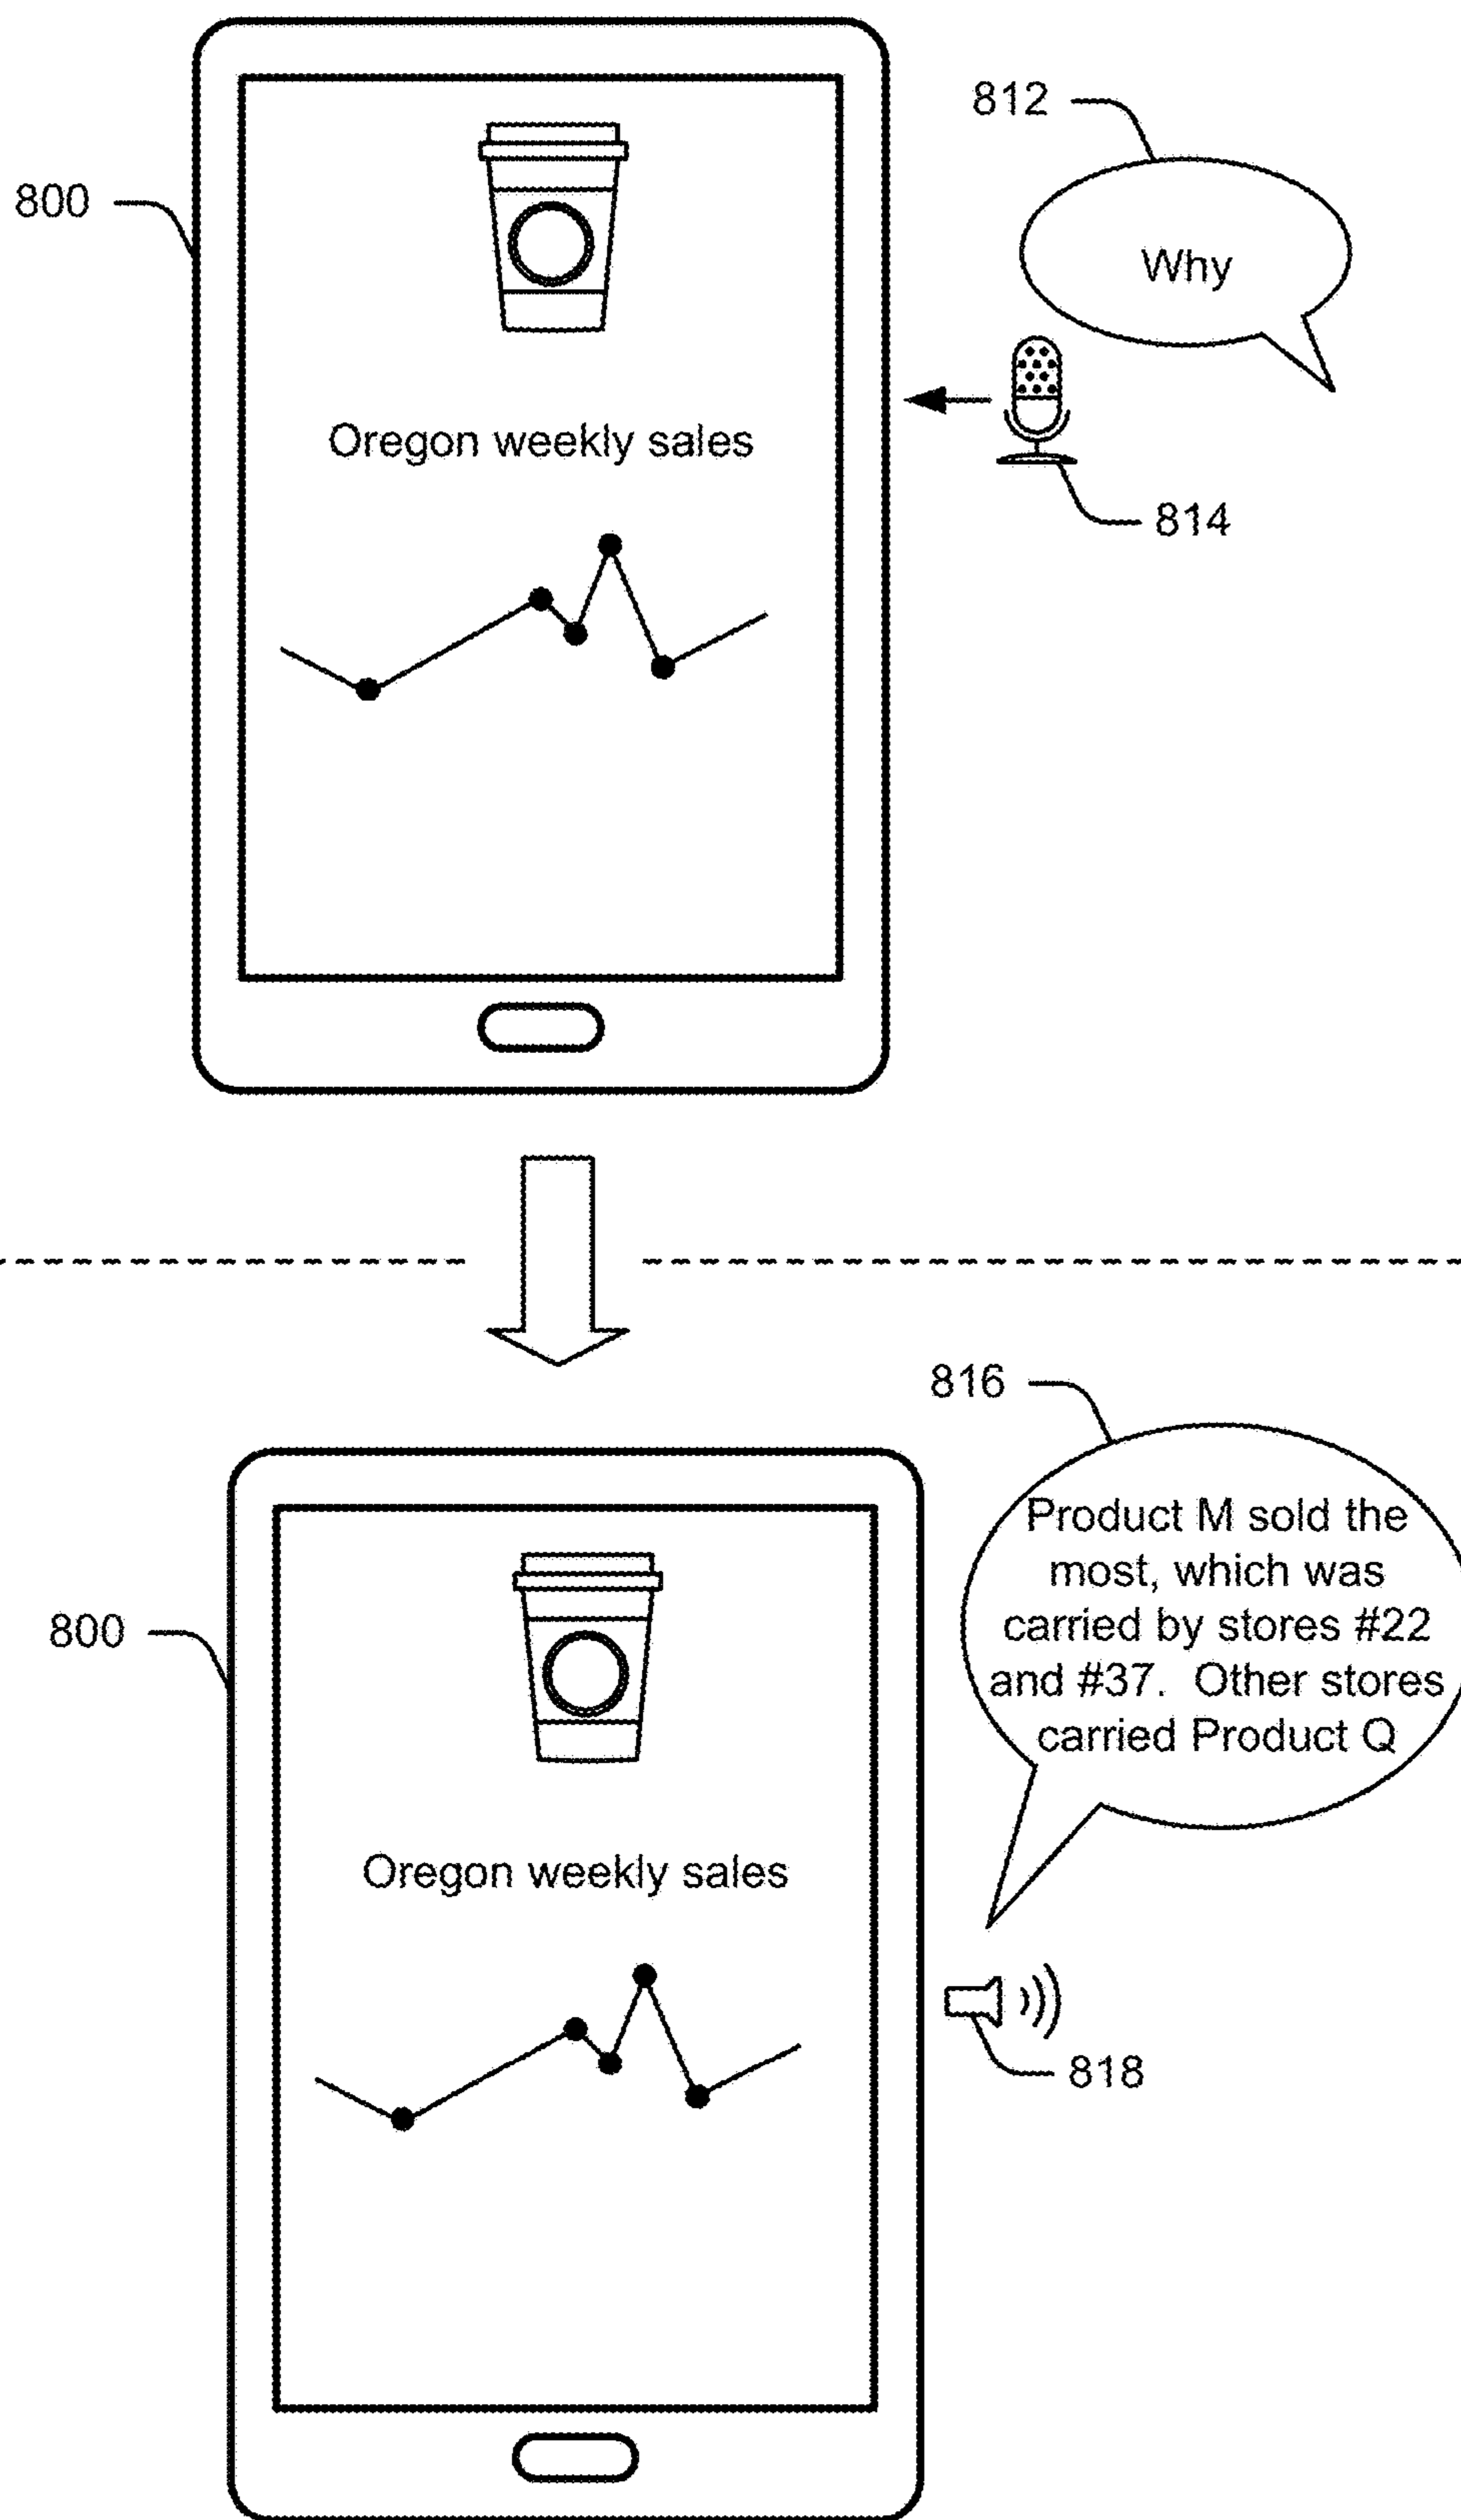 812
800
Why
Oregon weekly sales
814
816
Product M sold the
most, which was
carried by stores #22
and #37.  Other stores
carried Product Q
800
Oregon weekly sales
818